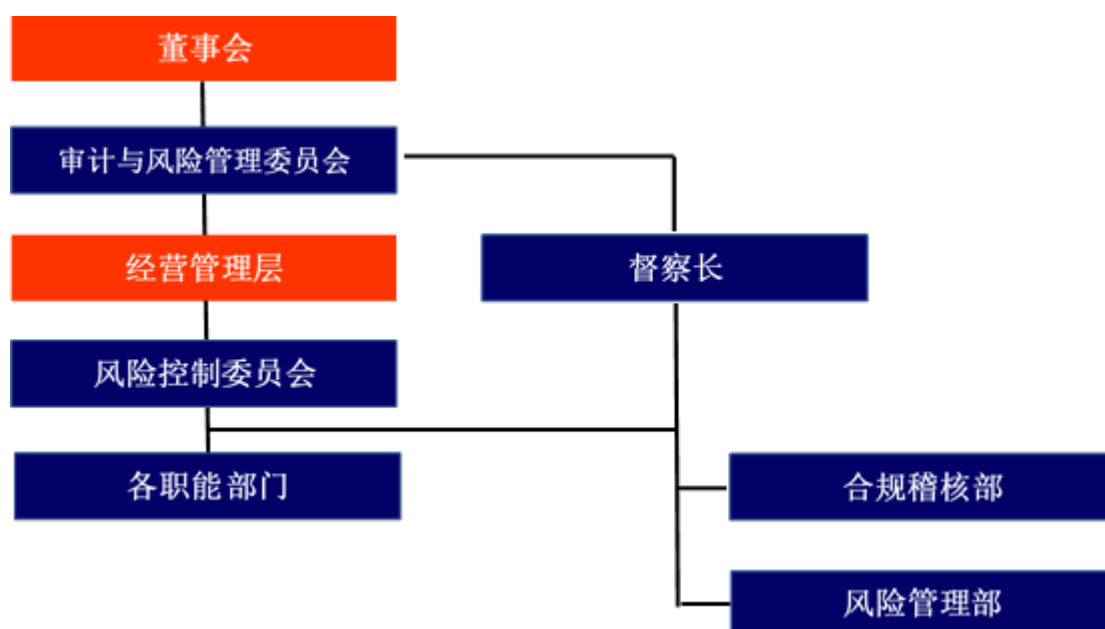 董事会
审计与风险管理委员会
经营管理层
督察长
风险控制委员会
各职能部门
合规稽核部
风险管理部